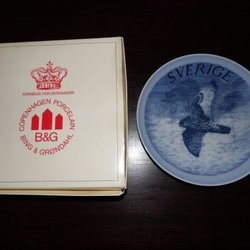 KONGELIG HOFLEVERANDØR
COPENHAGEN PORCELAIN
B&G
BING & GRØNDAHL
SVERIGE